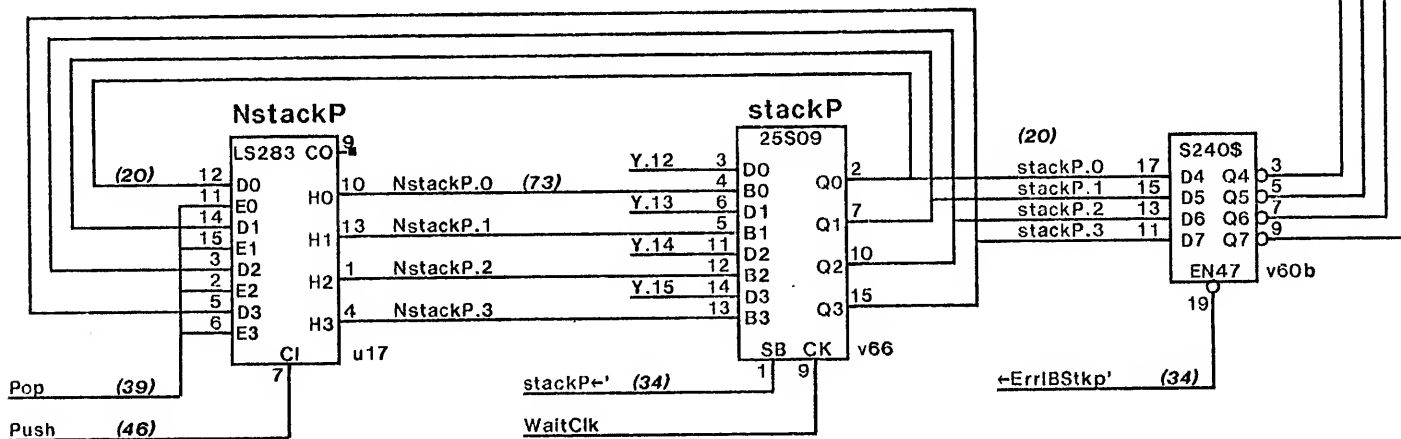 NstackP
LS283 CO 9
(20) 12 D0
11 E0
14 D1
15 E1
3 D2
2 E2
5 D3
6 E3
H0 10 NstackP.0 (73)
H1 13 NstackP.1
H2 1 NstackP.2
H3 4 NstackP.3
CI
7
u17
Pop (39)
Push (46)
stackP
25S09
Y.12 3 D0
4 B0
Y.13 6 D1
5 B1
Y.14 11 D2
12 B2
Y.15 14 D3
13 B3
Q0 2
Q1 7
Q2 10
Q3 15
SB CK
1 9
v66
stackP←' (34)
WaitClk
(20)
S240$
stackP.0 17 D4 Q4 3
stackP.1 15 D5 Q5 5
stackP.2 13 D6 Q6 7
stackP.3 11 D7 Q7 9
EN47
v60b
19
←ErrIBStkp' (34)